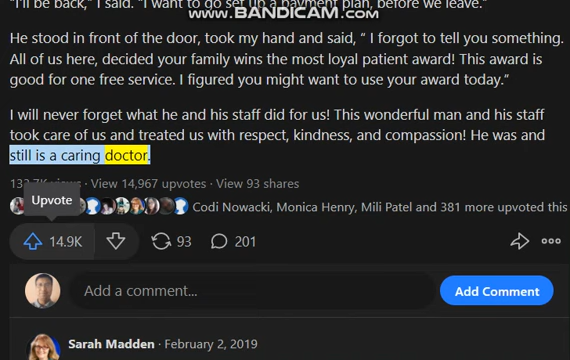 "I'll be back," I said. "I want to go set up a payment plan, before we leave."
www.BANDICAM.com
He stood in front of the door, took my hand and said, “ I forgot to tell you something.
All of us here, decided your family wins the most loyal patient award! This award is
good for one free service. I figured you might want to use your award today.”
I will never forget what he and his staff did for us! This wonderful man and his staff
took care of us and treated us with respect, kindness, and compassion! He was and
still is a caring doctor.
views · View 14,967 upvotes · View 93 shares
Upvote
Codi Nowacki, Monica Henry, Mili Patel and 381 more upvoted this
14.9K 93 201
Add a comment... Add Comment
Sarah Madden · February 2, 2019